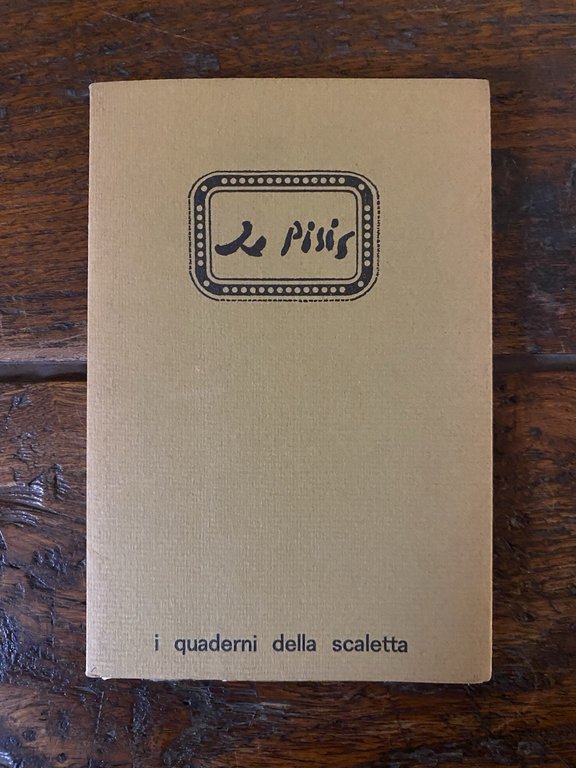 de Pisis
i quaderni della scaletta